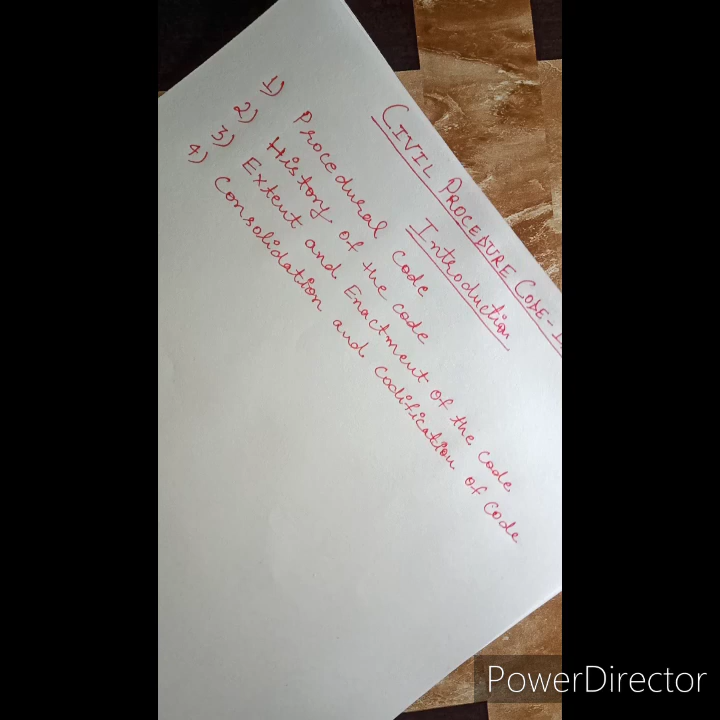 CIVIL PROCEDURE CODE-
Introduction
1) Procedural Code
2) History of the code
3) Extent and Enactment of the code
4) Consolidation and codification of Code
PowerDirector